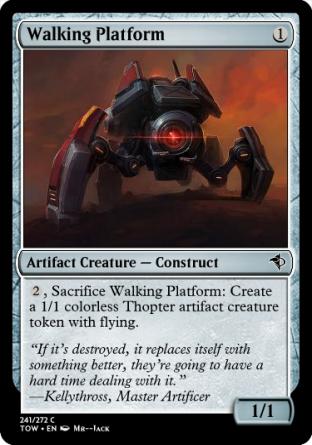 Walking Platform 1
Artifact Creature — Construct
2 , Sacrifice Walking Platform: Create
a 1/1 colorless Thopter artifact creature
token with flying.
"If it's destroyed, it replaces itself with
something better, they're going to have a
hard time dealing with it."
—Kellythross, Master Artificer
1/1
241/272 C
TOW • EN Mr--Jack